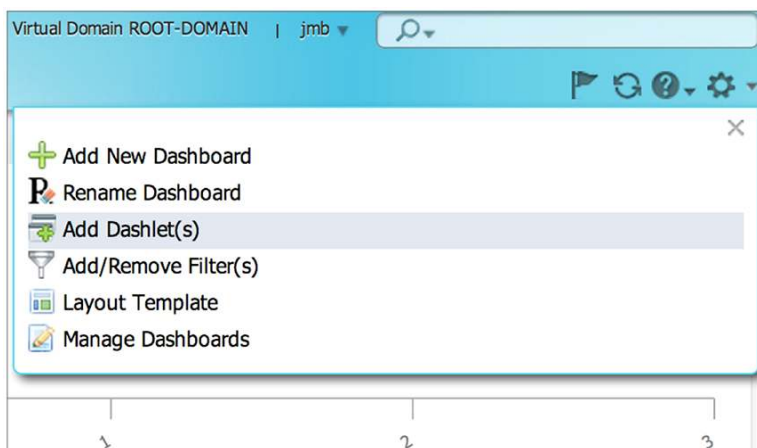 Virtual Domain ROOT-DOMAIN | jmb
Add New Dashboard
Rename Dashboard
Add Dashlet(s)
Add/Remove Filter(s)
Layout Template
Manage Dashboards
1 2 3